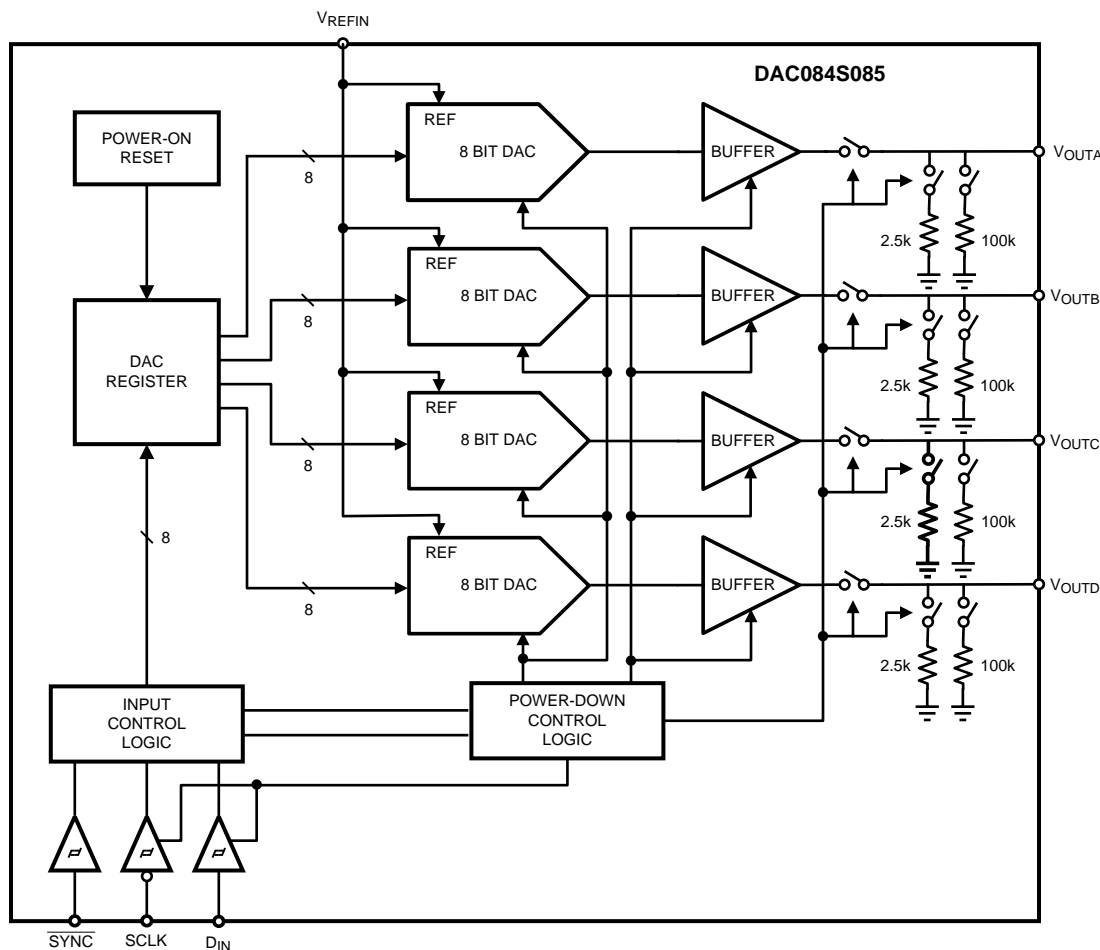 VREFIN
DAC084S085
POWER-ON
RESET
REF
8 BIT DAC
BUFFER
VOUTA
8
2.5k
100k
REF
8 BIT DAC
BUFFER
VOUTB
8
DAC
REGISTER
2.5k
100k
REF
8 BIT DAC
BUFFER
VOUTC
8
8
2.5k
100k
REF
8 BIT DAC
BUFFER
VOUTD
8
2.5k
100k
INPUT
CONTROL
LOGIC
POWER-DOWN
CONTROL
LOGIC
SYNC
SCLK
DIN